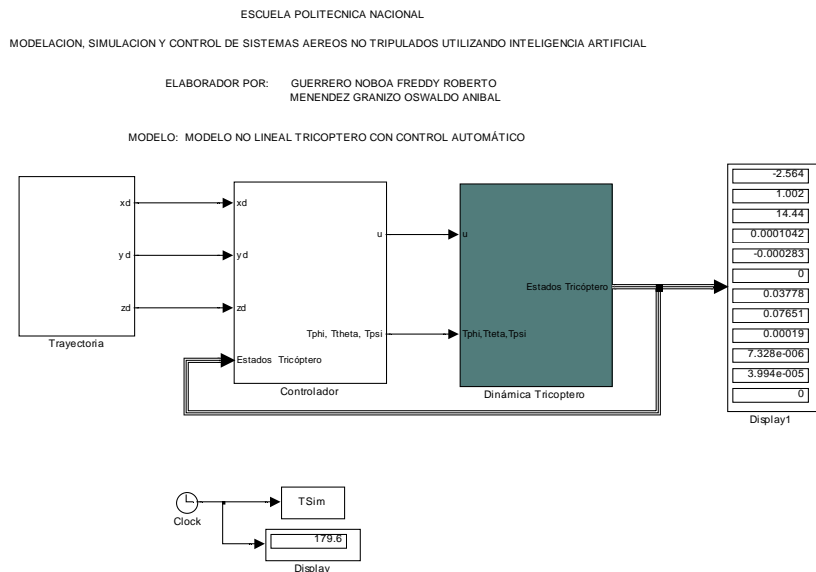 ESCUELA POLITECNICA NACIONAL
MODELACION, SIMULACION Y CONTROL DE SISTEMAS AEREOS NO TRIPULADOS UTILIZANDO INTELIGENCIA ARTIFICIAL
ELABORADOR POR: GUERRERO NOBOA FREDDY ROBERTO
MENENDEZ GRANIZO OSWALDO ANIBAL
MODELO: MODELO NO LINEAL TRICOPTERO CON CONTROL AUTOMÁTICO
xd
yd
zd
Trayectoria
xd
yd
zd
Estados Tricóptero
u
Tphi, Ttheta, Tpsi
Controlador
u
Tphi,Tteta,Tpsi
Estados Tricóptero
Dinámica Tricoptero
-2.564
1.002
14.44
0.0001042
-0.000283
0
0.03778
0.07651
0.00019
7.328e-006
3.994e-005
0
Display1
Clock
TSim
179.6
Display